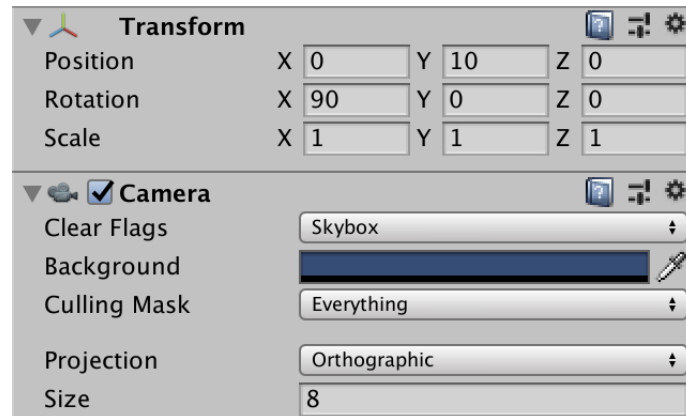 Transform
Position X 0 Y 10 Z 0
Rotation X 90 Y 0 Z 0
Scale X 1 Y 1 Z 1
Camera
Clear Flags Skybox
Background
Culling Mask Everything
Projection Orthographic
Size 8